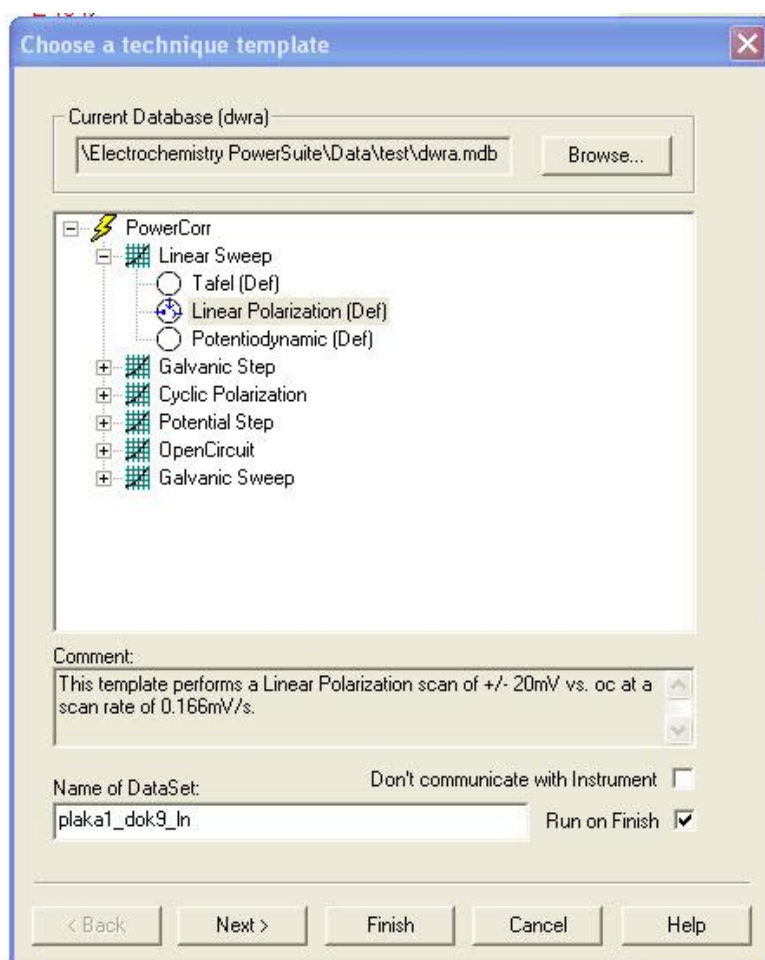 Choose a technique template
Current Database (dwra)
\Electrochemistry PowerSuite\Data\test\dwra.mdb
Browse...
PowerCorr
Linear Sweep
Tafel (Def)
Linear Polarization (Def)
Potentiodynamic (Def)
Galvanic Step
Cyclic Polarization
Potential Step
OpenCircuit
Galvanic Sweep
Comment:
This template performs a Linear Polarization scan of +/- 20mV vs. oc at a
scan rate of 0.166mV/s.
Don't communicate with Instrument
Name of DataSet:
plaka1_dok9_ln
Run on Finish
< Back
Next >
Finish
Cancel
Help